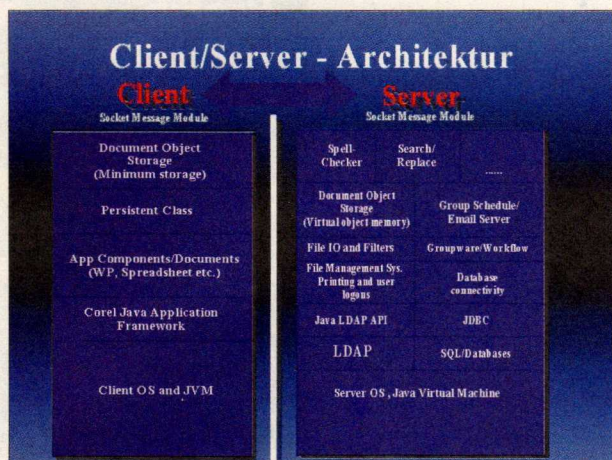 Client/Server - Architektur
Client
Socket Message Module
Document Object
Storage
(Minimum storage)
Persistent Class
App Components/Documents
(WP, Spreadsheet etc.)
Corel Java Application
Framework
Client OS and JVM
Server
Socket Message Module
Spell-
Checker
Search/
Replace
......
Document Object
Storage
(Virtual object memory)
Group Schedule/
Email Server
File IO and Filters
Groupware/Workflow
File Management Sys.
Printing and user
logons
Database
connectivity
Java LDAP API
JDBC
LDAP
SQL/Databases
Server OS , Java Virtual Machine